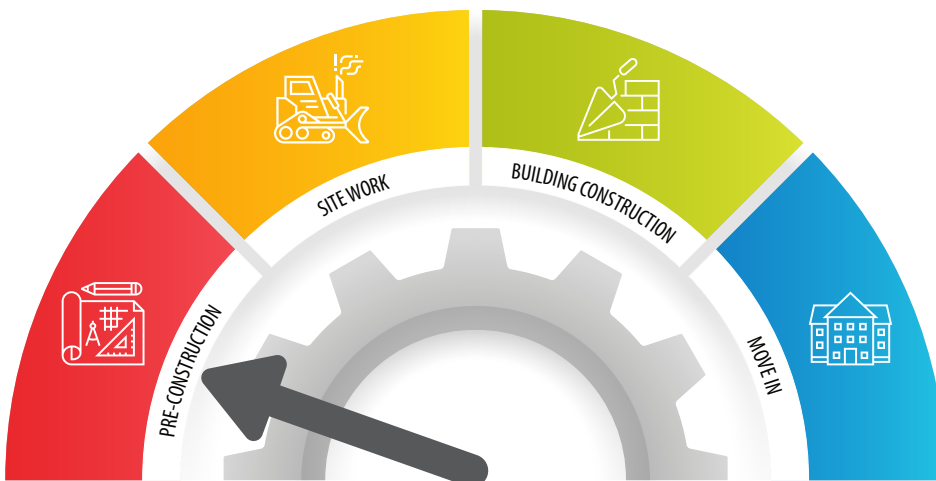 PRE-CONSTRUCTION
SITE WORK
BUILDING CONSTRUCTION
MOVE IN